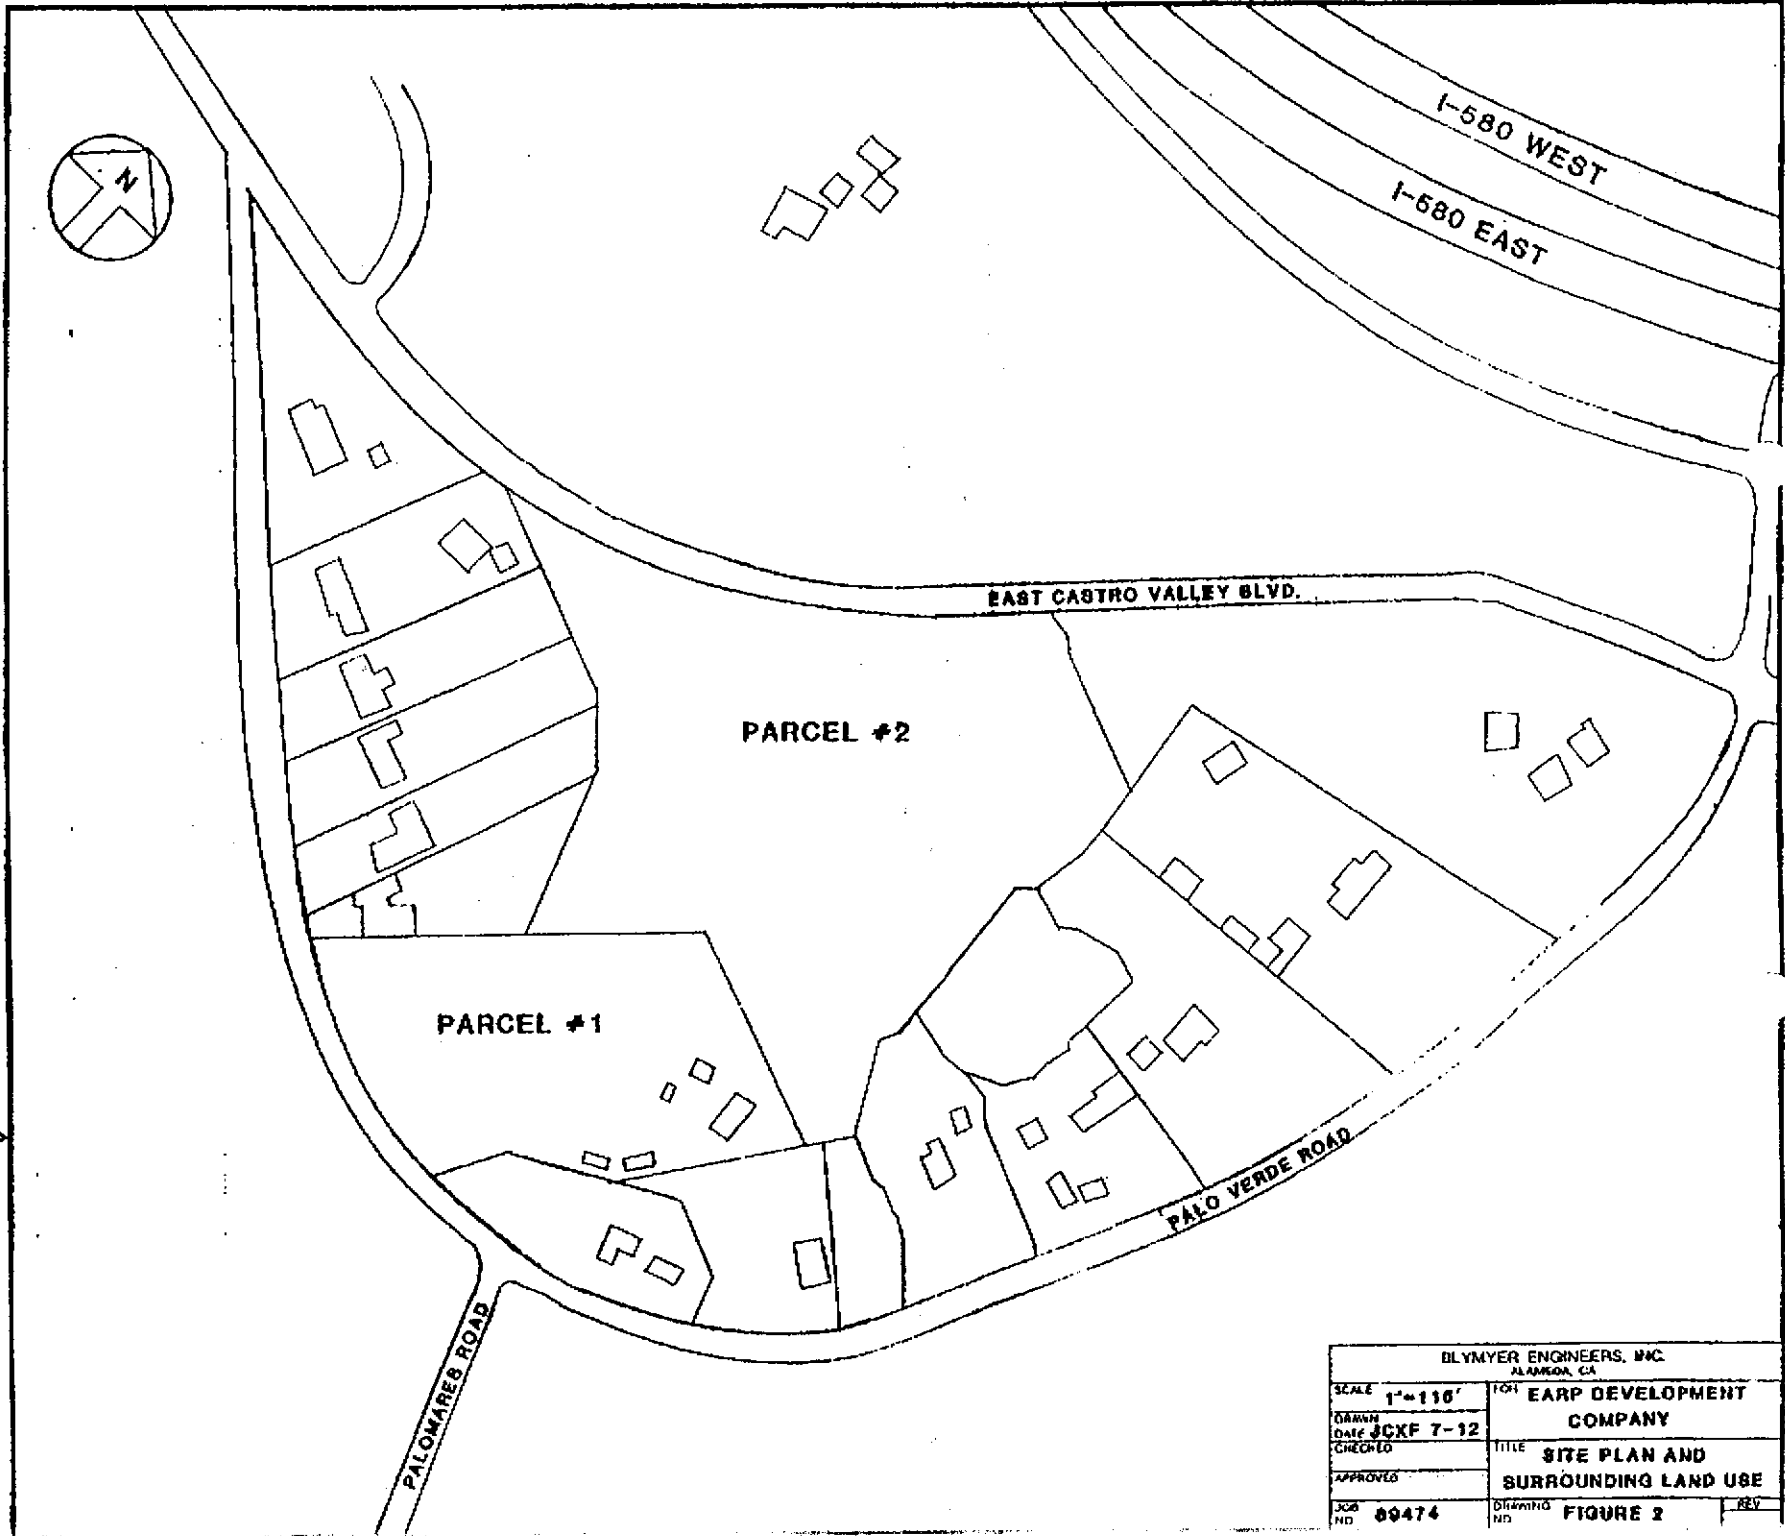 I-580 WEST
I-580 EAST
N
EAST CASTRO VALLEY BLVD.
PARCEL #2
PARCEL #1
PALO VERDE ROAD
PALOMARES ROAD
BLYMYER ENGINEERS, INC.
ALAMEDA, CA
SCALE 1"=116'
FOR EARP DEVELOPMENT
COMPANY
DRAWN
DATE JCXF 7-12
CHECKED
APPROVED
TITLE SITE PLAN AND
SURROUNDING LAND USE
JOB
NO 89474
DRAWING
NO FIGURE 2
REV